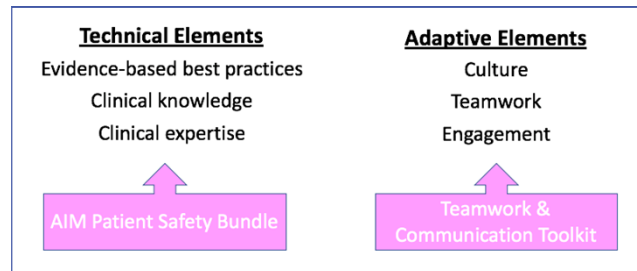 Technical Elements
Evidence-based best practices
Clinical knowledge
Clinical expertise
AIM Patient Safety Bundle
Adaptive Elements
Culture
Teamwork
Engagement
Teamwork &
Communication Toolkit